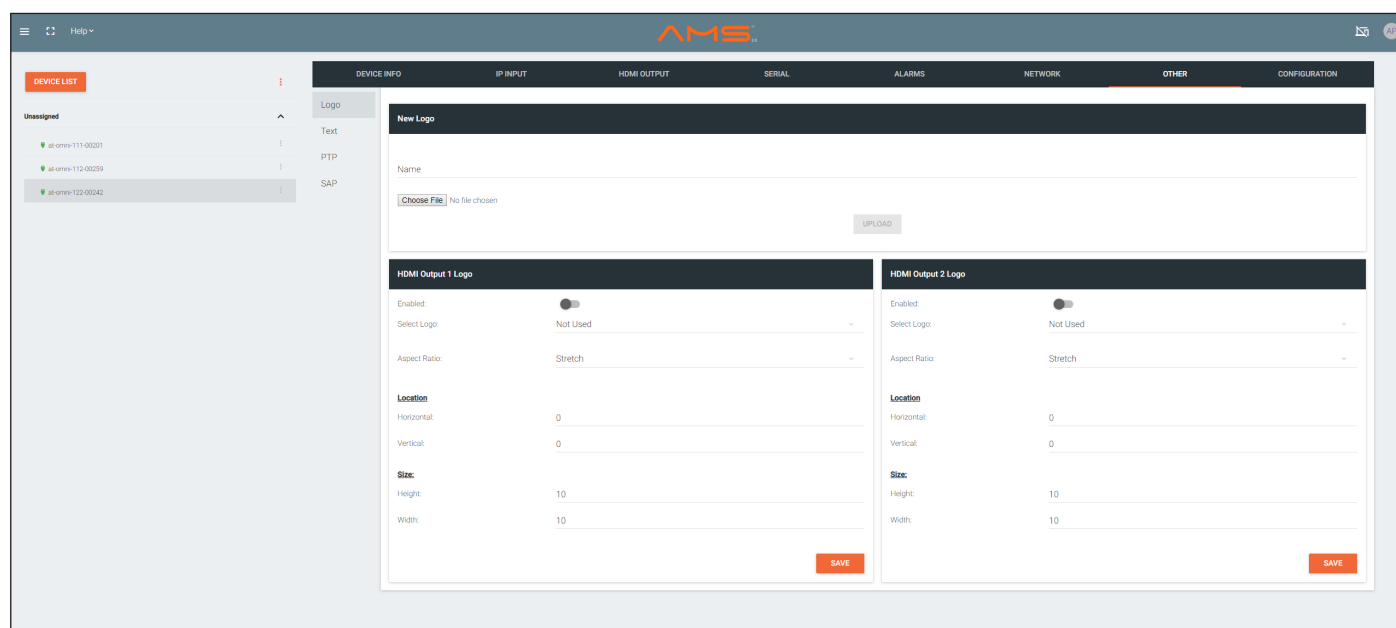 Help
AMS
AP
DEVICE LIST
Unassigned
at-omni-111-00201
at-omni-112-00259
at-omni-122-00242
DEVICE INFO IP INPUT HDMI OUTPUT SERIAL ALARMS NETWORK OTHER CONFIGURATION
Logo
Text
PTP
SAP
New Logo
Name
Choose File No file chosen
UPLOAD
HDMI Output 1 Logo
Enabled:
Select Logo: Not Used
Aspect Ratio: Stretch
Location
Horizontal: 0
Vertical: 0
Size:
Height: 10
Width: 10
SAVE
HDMI Output 2 Logo
Enabled:
Select Logo: Not Used
Aspect Ratio: Stretch
Location
Horizontal: 0
Vertical: 0
Size:
Height: 10
Width: 10
SAVE